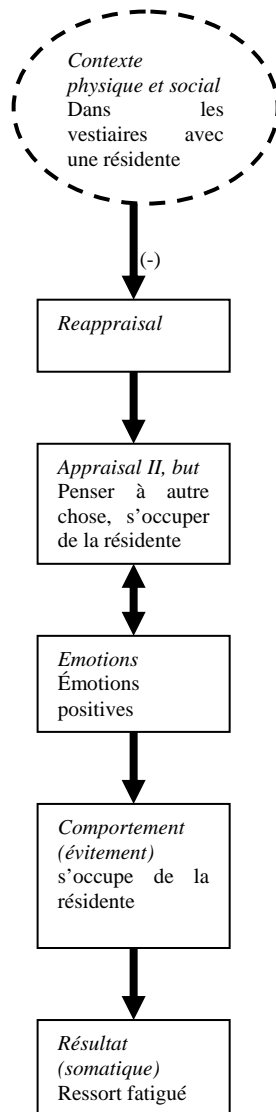 Contexte
physique et social
Dans les
vestiaires avec
une résidente
(-)
Reappraisal
Appraisal II, but
Penser à autre
chose, s'occuper
de la résidente
Emotions
Émotions
positives
Comportement
(évitement)
s'occupe de la
résidente
Résultat
(somatique)
Ressort fatigué